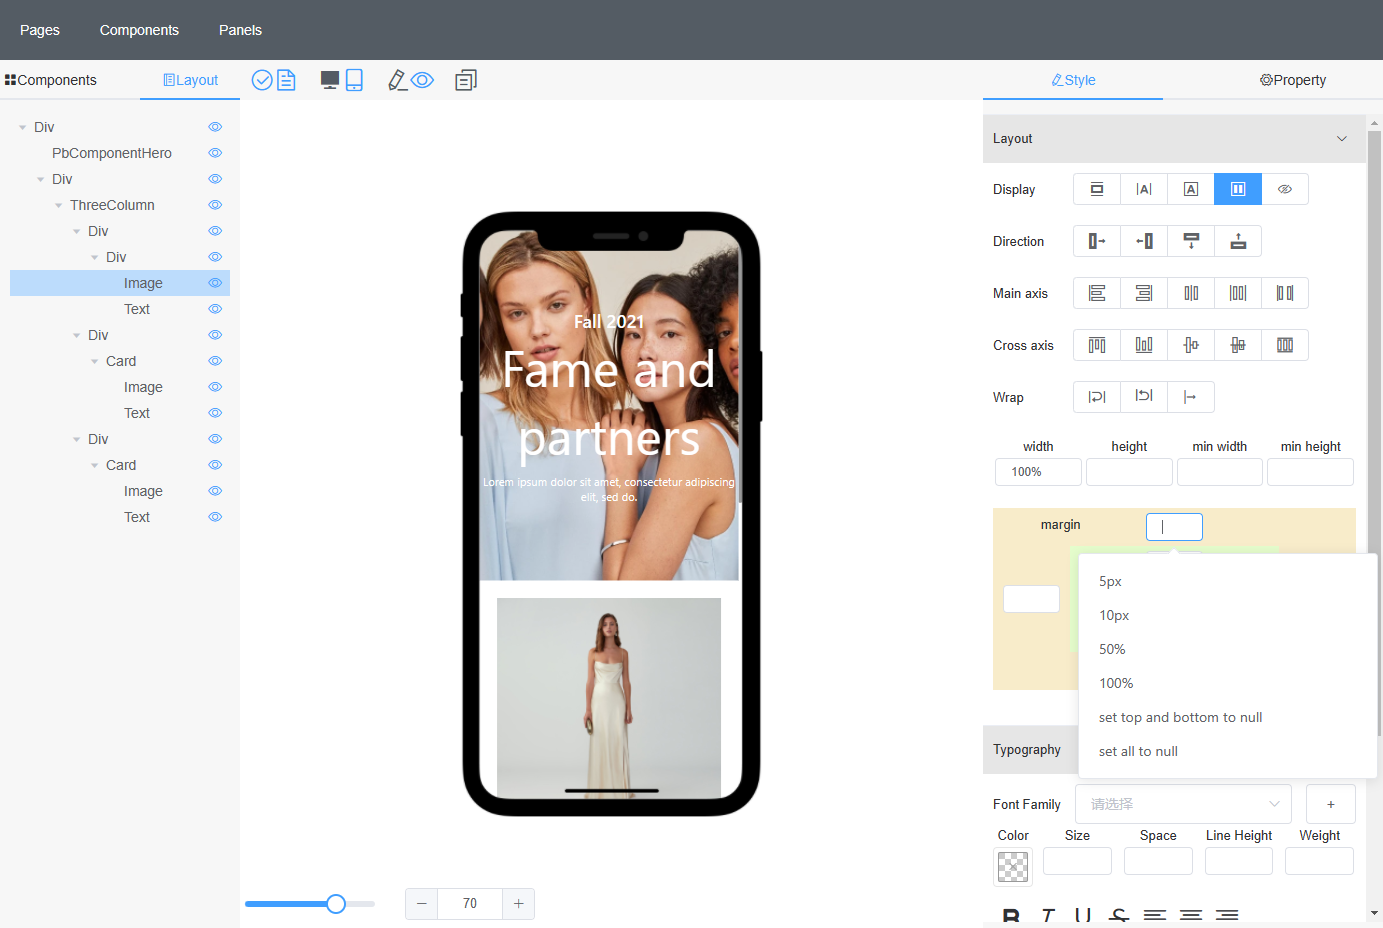 Pages Components Panels
Components Layout Style Property
Div
PbComponentHero
Div
ThreeColumn
Div
Div
Image
Text
Div
Card
Image
Text
Div
Card
Image
Text
Fall 2021
Fame and
partners
Lorem ipsum dolor sit amet, consectetur adipiscing
elit, sed do.
70
Layout
Display
Direction
Main axis
Cross axis
Wrap
width height min width min height
100%
margin
5px
10px
50%
100%
set top and bottom to null
set all to null
Typography
Font Family 请选择 +
Color Size Space Line Height Weight
B T U S